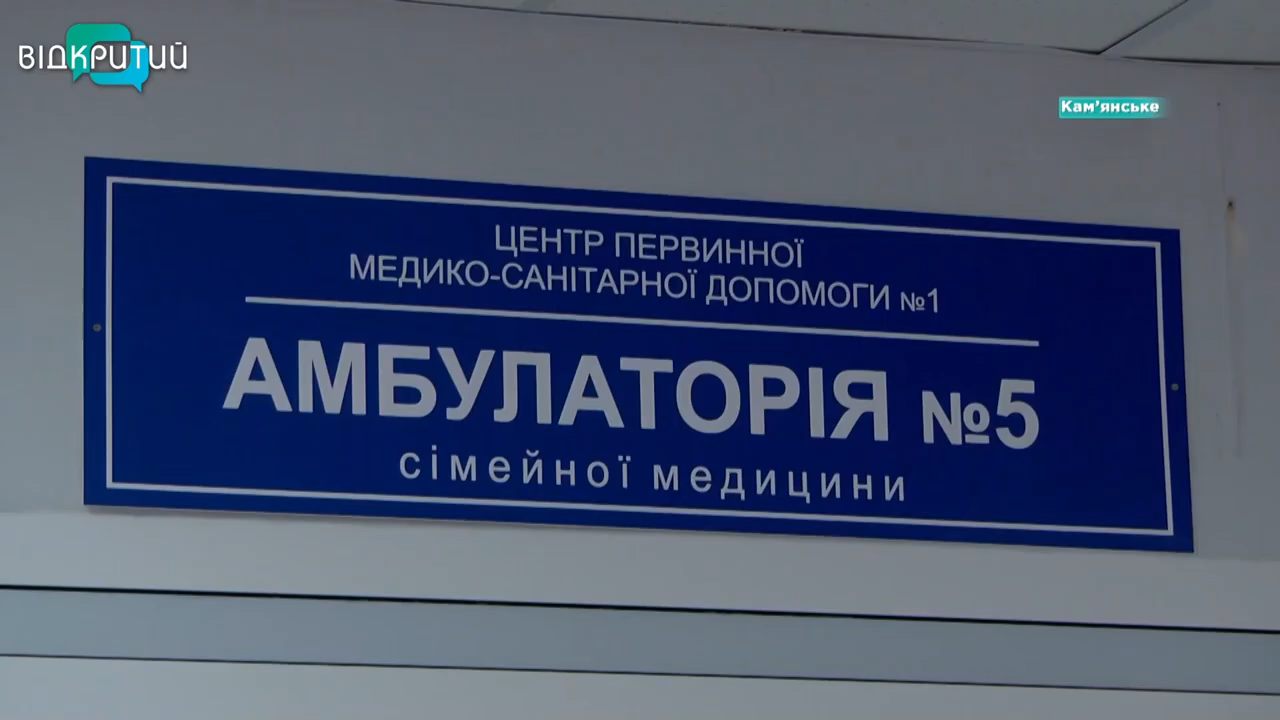 ВІДКРИТИЙ
Кам'янське
ЦЕНТР ПЕРВИННОЇ
МЕДИКО-САНІТАРНОЇ ДОПОМОГИ №1
АМБУЛАТОРІЯ №5
сімейної медицини